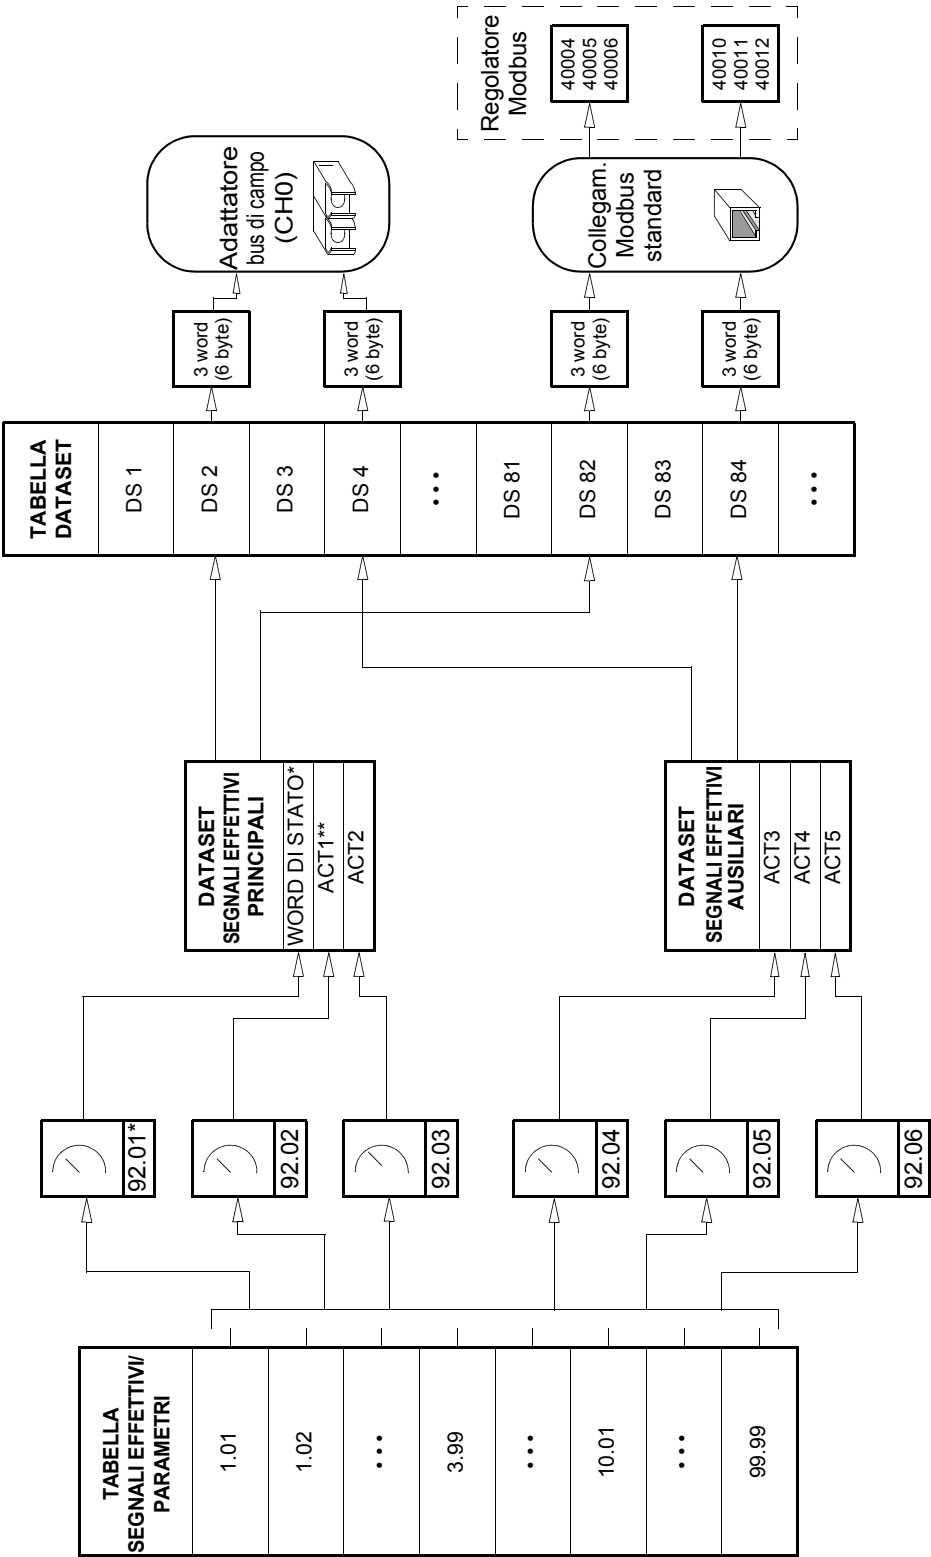 TABELLA
SEGNALI EFFETTIVI/
PARAMETRI
1.01
1.02
...
3.99
...
10.01
...
99.99
92.01*
92.02
92.03
92.04
92.05
92.06
DATASET
SEGNALI EFFETTIVI
PRINCIPALI
WORD DI STATO*
ACT1**
ACT2
DATASET
SEGNALI EFFETTIVI
AUSILIARI
ACT3
ACT4
ACT5
TABELLA
DATASET
DS 1
DS 2
DS 3
DS 4
...
DS 81
DS 82
DS 83
DS 84
...
3 word
(6 byte)
3 word
(6 byte)
3 word
(6 byte)
3 word
(6 byte)
Adattatore
bus di campo
(CH0)
Collegam.
Modbus
standard
Regolatore
Modbus
40004
40005
40006
40010
40011
40012